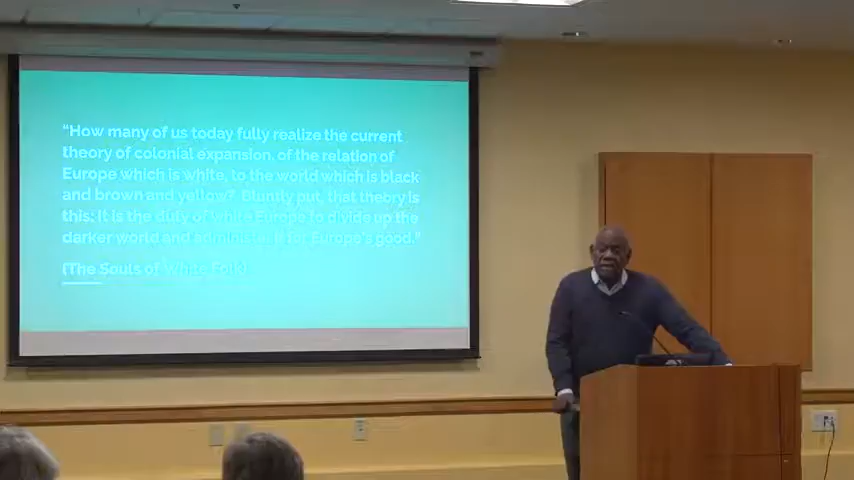 "How many of us today fully realize the current
theory of colonial expansion, of the relation of
Europe which is white, to the world which is black
and brown and yellow? Bluntly put, that theory is
this: It is the duty of white Europe to divide up the
darker world and administer it for Europe's good."
(The Souls of White Folk)